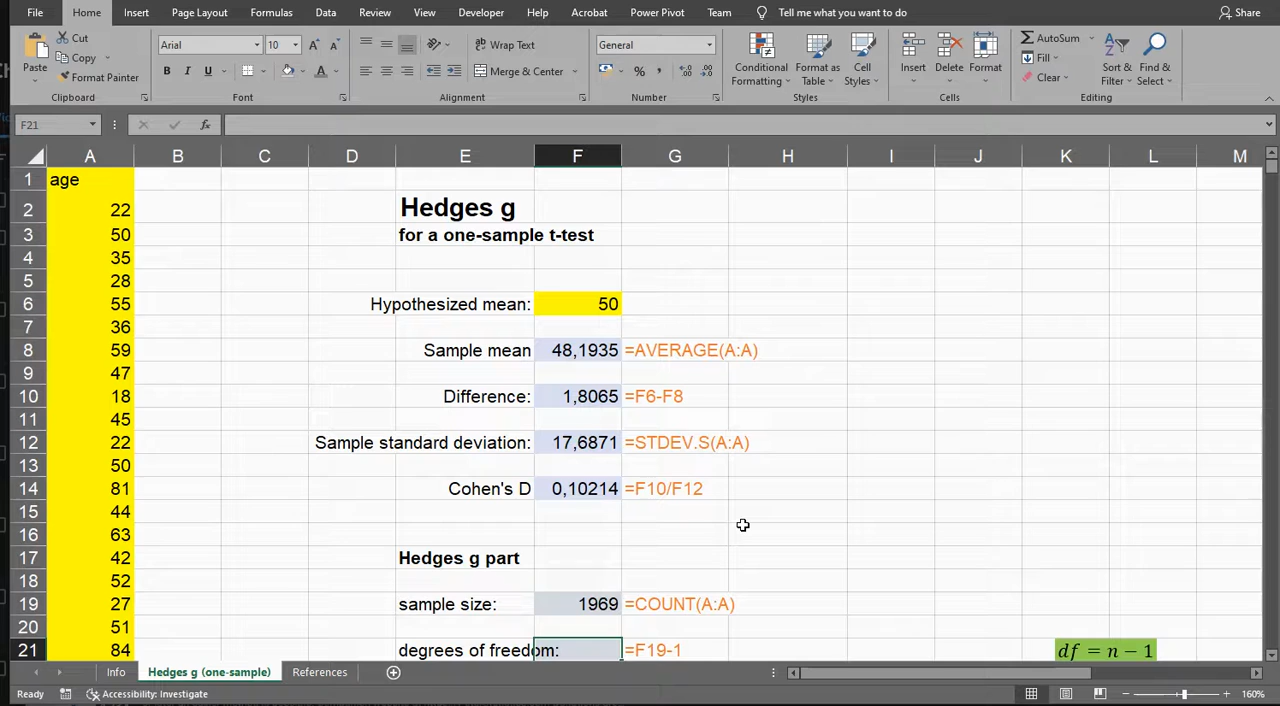 File Home Insert Page Layout Formulas Data Review View Developer Help Acrobat Power Pivot Team Tell me what you want to do Share
Cut
Copy
Format Painter
Paste
Clipboard
Arial 10
B I U
Font
Wrap Text
Merge & Center
Alignment
General
%
Number
Conditional Formatting
Format as Table
Cell Styles
Styles
Insert
Delete
Format
Cells
AutoSum
Fill
Clear
Sort & Filter
Find & Select
Editing
F21 fx
A B C D E F G H I J K L M
1 age
2 22 Hedges g
3 50 for a one-sample t-test
4 35
5 28
6 55 Hypothesized mean: 50
7 36
8 59 Sample mean 48,1935 =AVERAGE(A:A)
9 47
10 18 Difference: 1,8065 =F6-F8
11 45
12 22 Sample standard deviation: 17,6871 =STDEV.S(A:A)
13 50
14 81 Cohen's D 0,10214 =F10/F12
15 44
16 63
17 42 Hedges g part
18 52
19 27 sample size: 1969 =COUNT(A:A)
20 51
21 84 degrees of freedom: =F19-1 df = n − 1
Info Hedges g (one-sample) References
Ready Accessibility: Investigate 160%